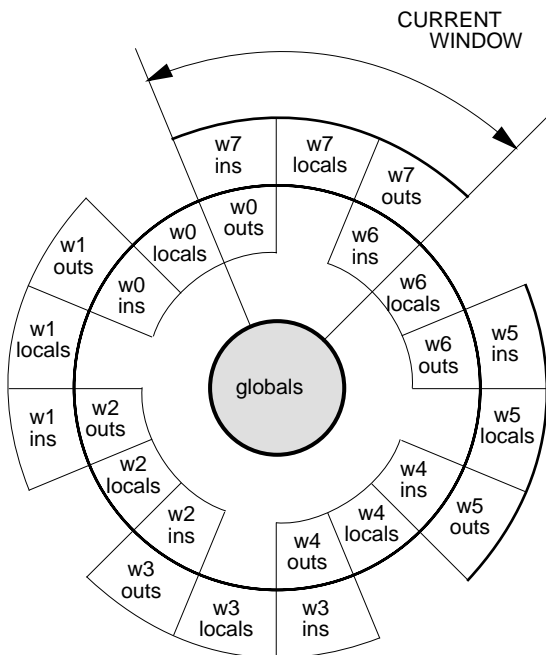 CURRENT
WINDOW
w7
ins
w7
locals
w7
outs
w0
locals
w0
outs
w6
ins
w1
outs
w0
ins
w6
locals
w6
outs
w5
ins
w1
locals
globals
w1
ins
w2
outs
w5
locals
w2
locals
w4
ins
w2
ins
w4
locals
w5
outs
w4
outs
w3
outs
w3
locals
w3
ins